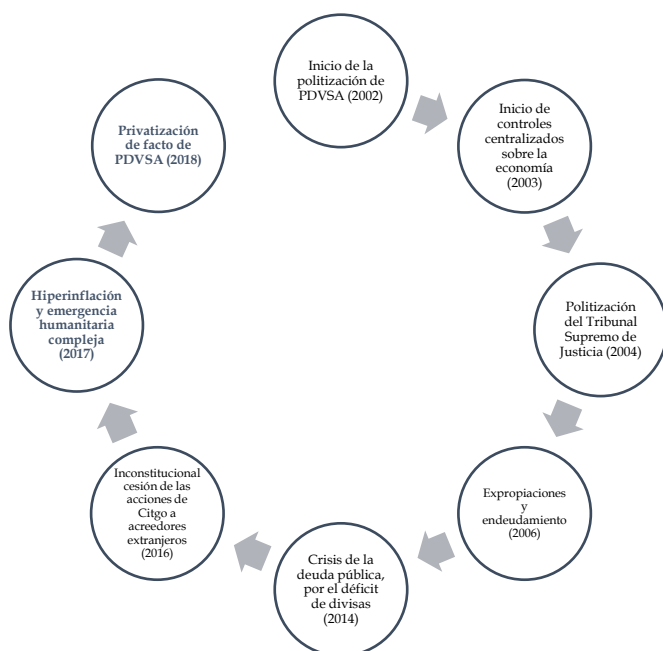 Inicio de la
politización de
PDVSA (2002)
Inicio de
controles
centralizados
sobre la
economía
(2003)
Politización
del Tribunal
Supremo de
Justicia (2004)
Expropiaciones
y
endeudamiento
(2006)
Crisis de la
deuda pública,
por el déficit
de divisas
(2014)
Inconstitucional
cesión de las
acciones de
Citgo a
acreedores
extranjeros
(2016)
Hiperinflación
y emergencia
humanitaria
compleja
(2017)
Privatización
de facto de
PDVSA (2018)